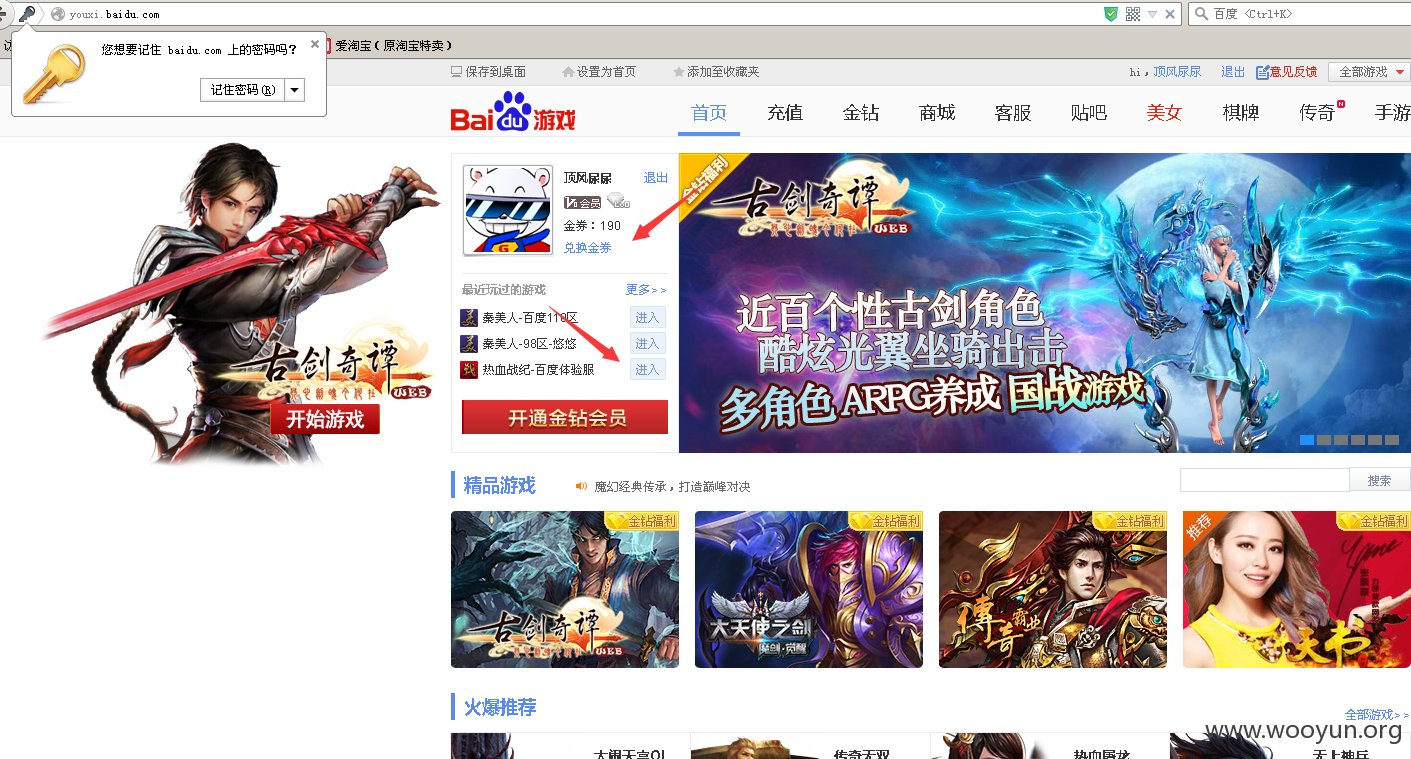 youxi.baidu.com
百度 <Ctrl+K>
您想要记住 baidu.com 上的密码吗？
记住密码(R)
爱淘宝（原淘宝特卖）
保存到桌面 设置为首页 添加至收藏夹
hi，顶风尿尿 退出 意见反馈 全部游戏
Bai du 游戏
首页 充值 金钻 商城 客服 贴吧 美女 棋牌 传奇 N 手游
顶风尿尿 退出
会员
金券：190
兑换金券
最近玩过的游戏 更多>>
秦美人-百度110区 进入
秦美人-98区-悠悠 进入
热血战纪-百度体验服 进入
开通金钻会员
古剑奇谭
WEB
开始游戏
金钻福利
古剑奇谭
WEB
近百个性古剑角色
酷炫光翼坐骑出击
多角色ARPG养成 国战游戏
精品游戏
魔幻经典传承，打造巅峰对决
搜索
金钻福利
古剑奇谭
WEB
金钻福利
大天使之剑
魔剑·觉醒
金钻福利
传奇霸业
推荐
金钻福利
天书
火爆推荐
全部游戏>>
大闹天宫OL
传奇无双
热血屠龙
无上神兵
www.wooyun.org